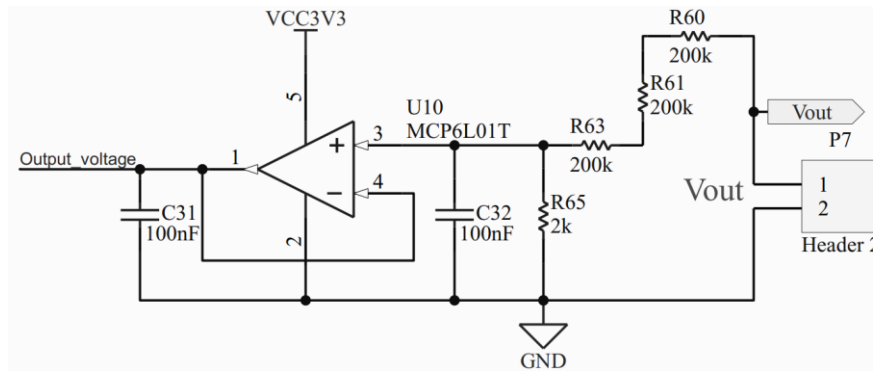 VCC3V3
R60
200k
R61
200k
Vout
P7
5
U10
MCP6L01T
3
R63
200k
Output_voltage
1
+
−
4
Vout
1
2
C31
100nF
2
C32
100nF
R65
2k
Header 2
GND